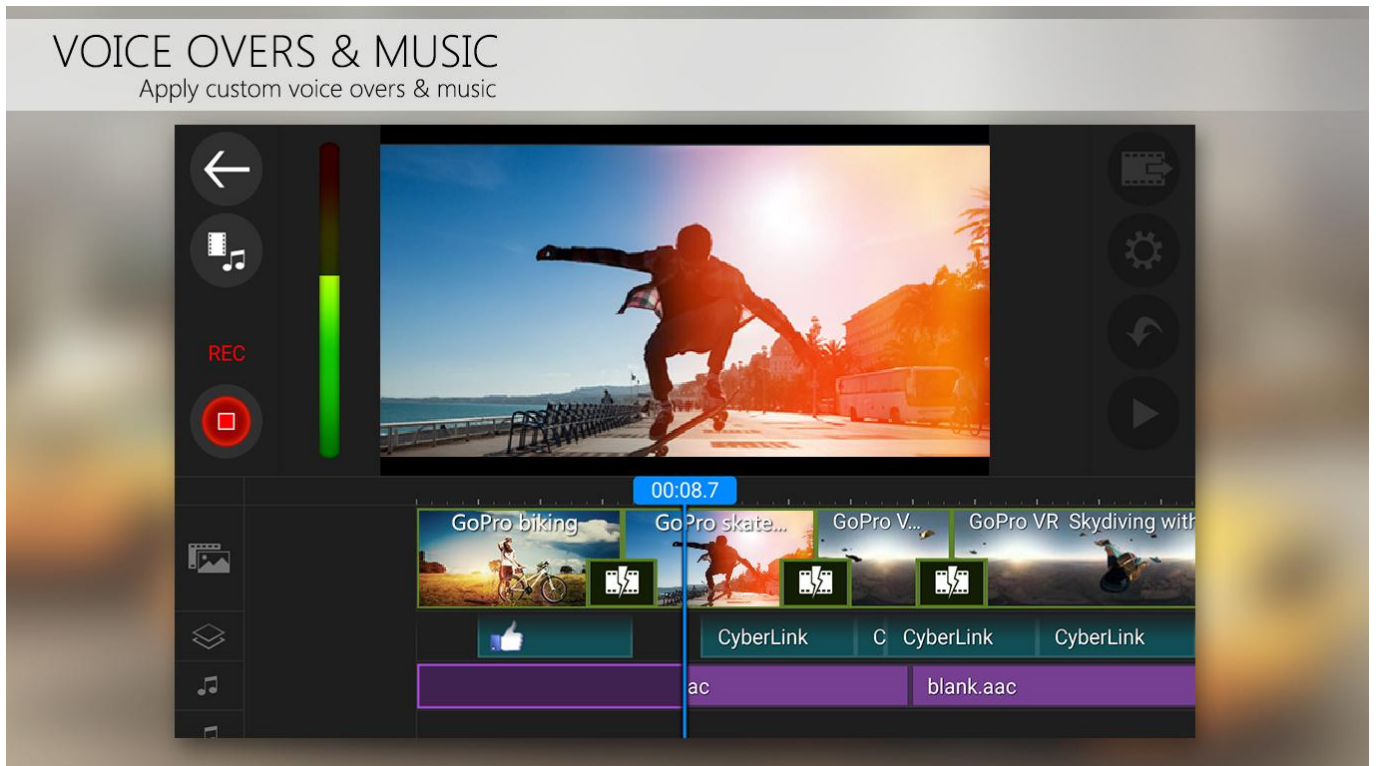 VOICE OVERS & MUSIC
Apply custom voice overs & music
REC
00:08.7
GoPro biking
GoPro skate...
GoPro V...
GoPro VR Skydiving with
CyberLink
C
CyberLink
CyberLink
ac
blank.aac